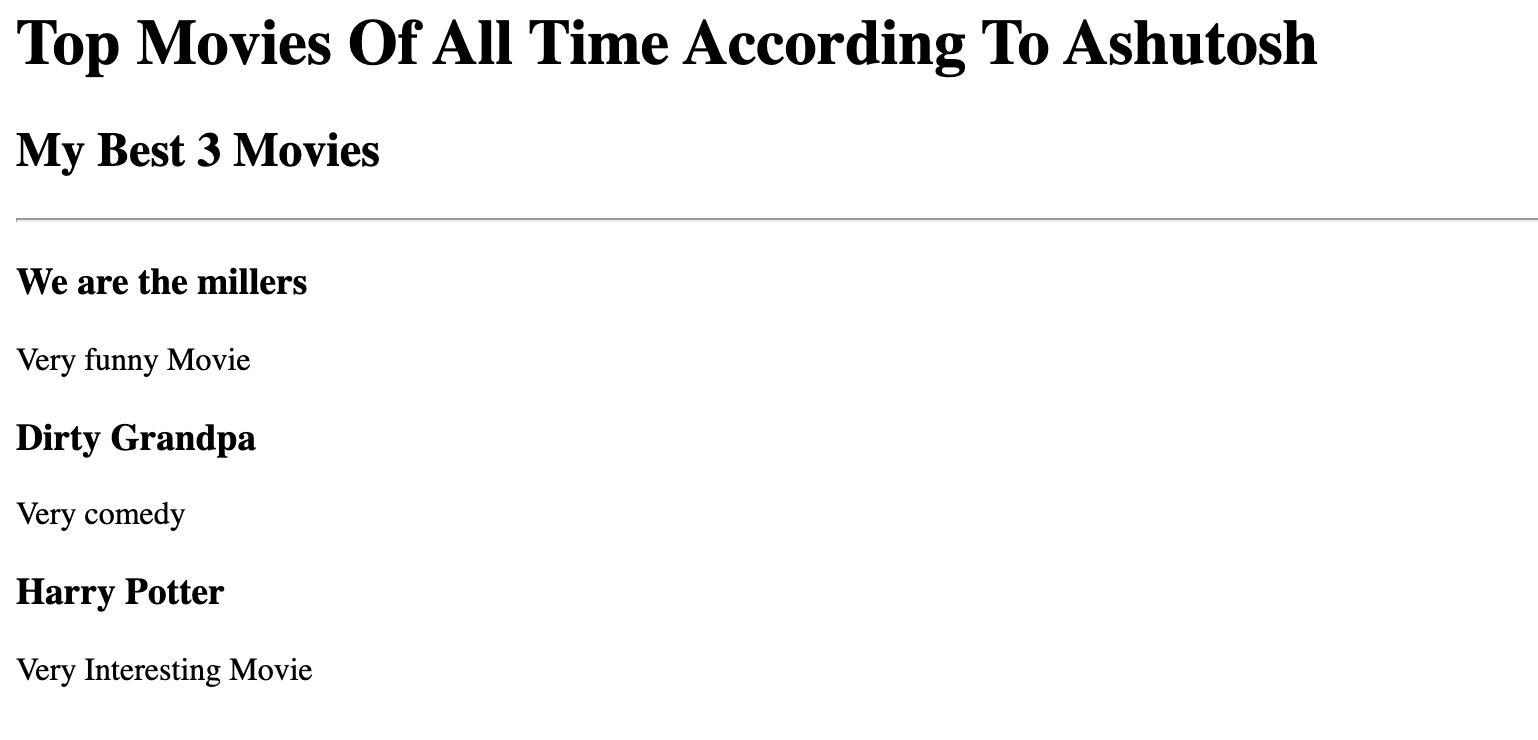 Top Movies Of All Time According To Ashutosh
My Best 3 Movies
We are the millers
Very funny Movie
Dirty Grandpa
Very comedy
Harry Potter
Very Interesting Movie